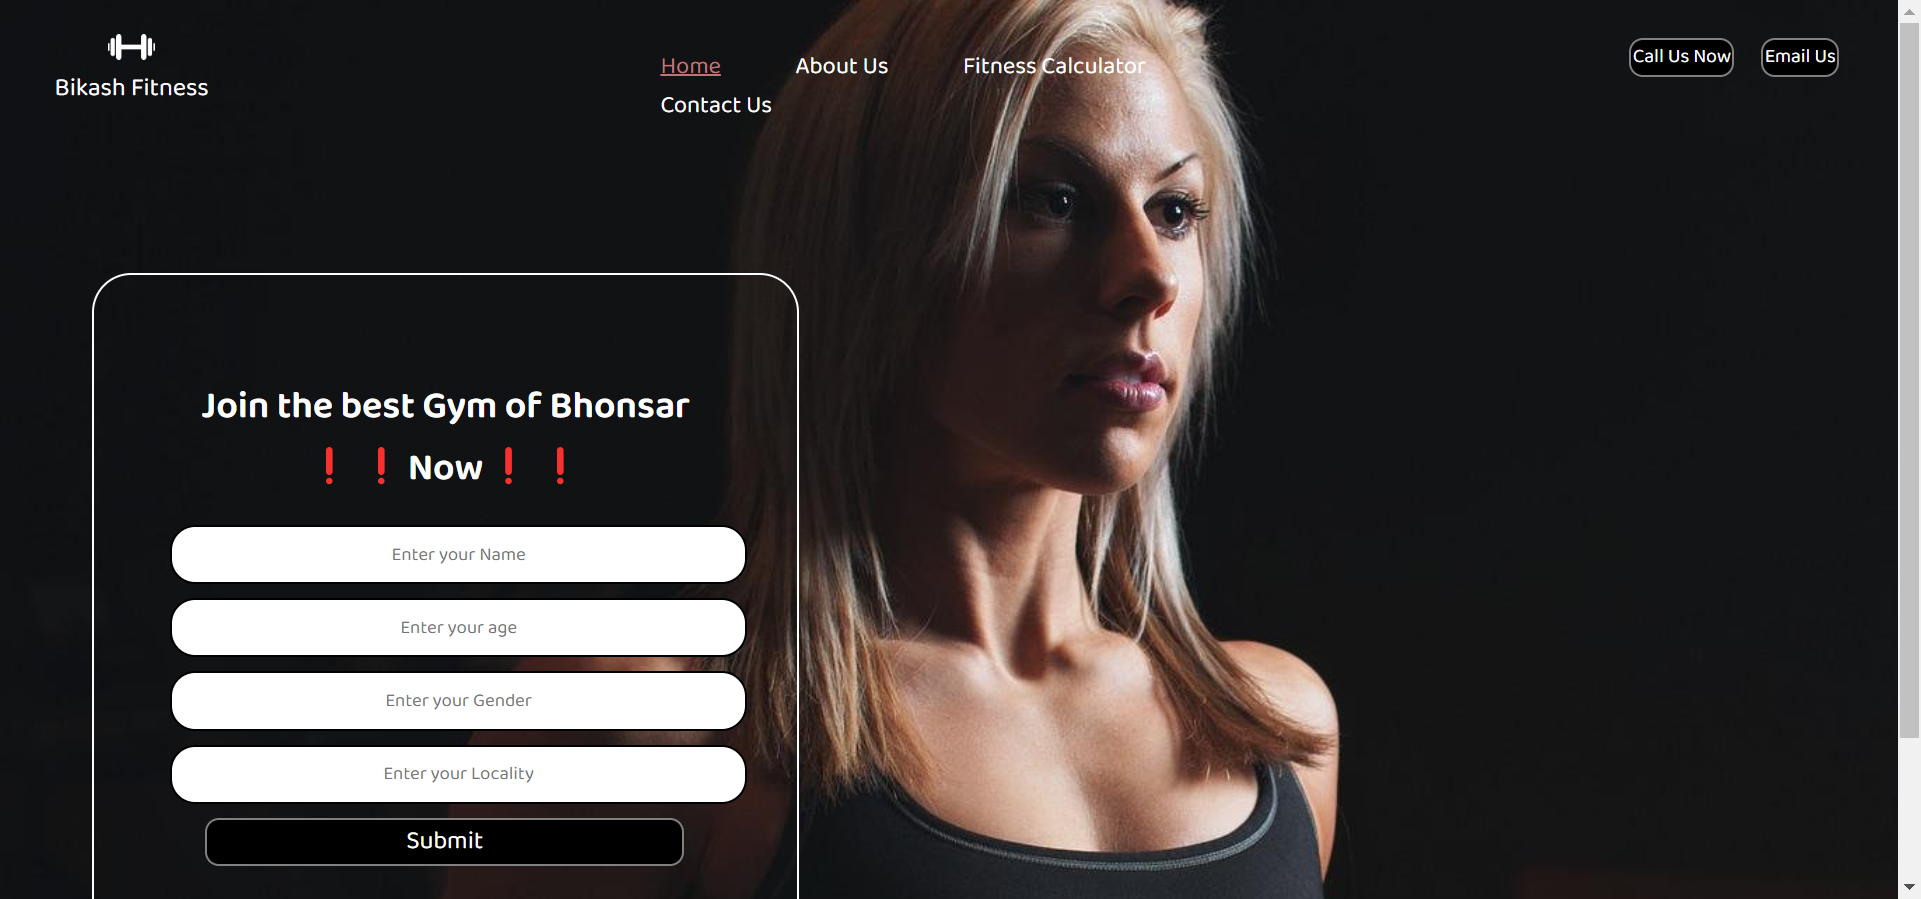 Bikash Fitness
Home About Us Fitness Calculator
Contact Us
Call Us Now Email Us
Join the best Gym of Bhonsar
❗ ❗ Now ❗ ❗
Enter your Name
Enter your age
Enter your Gender
Enter your Locality
Submit